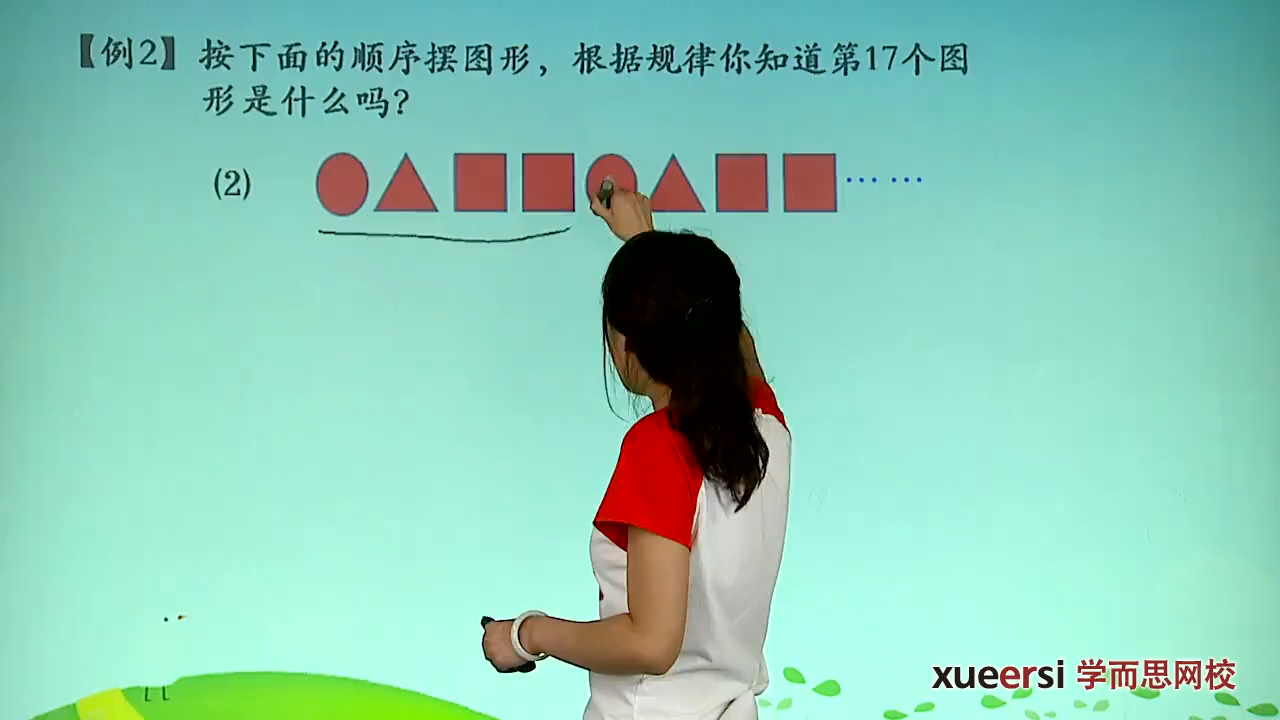 【例2】按下面的顺序摆图形，根据规律你知道第17个图
形是什么吗？
(2)
……
xueersi 学而思网校